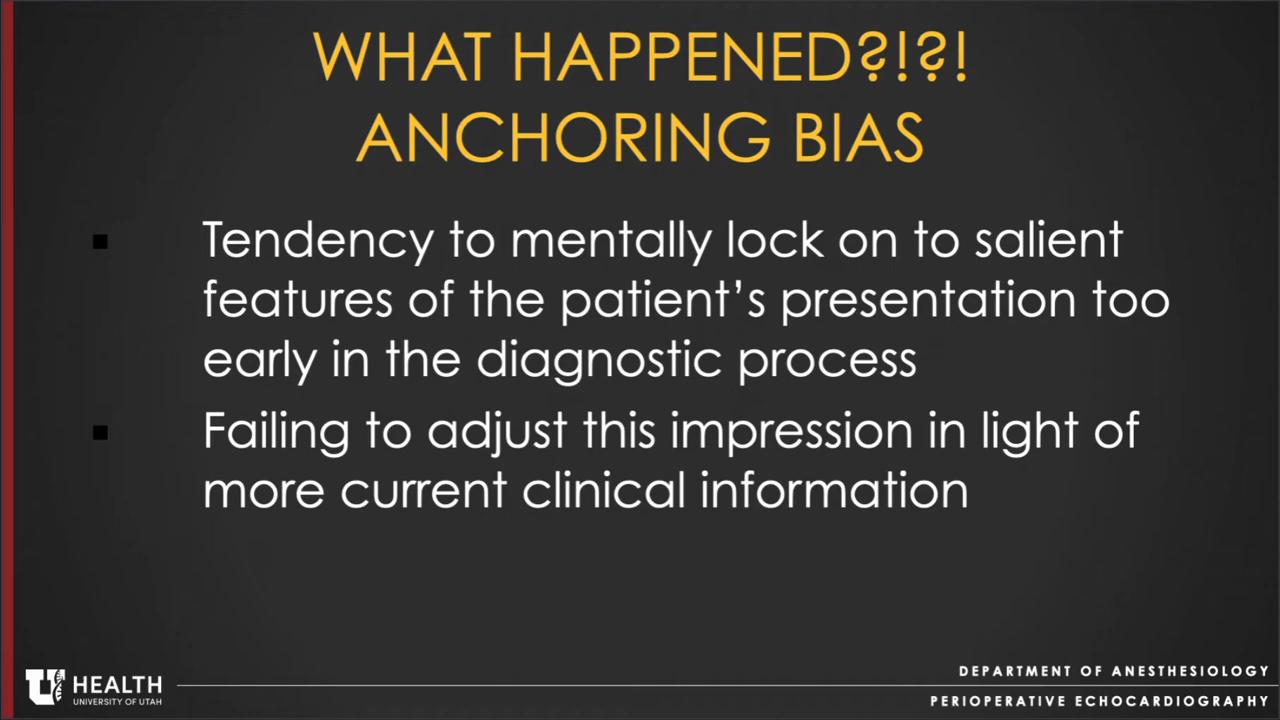 WHAT HAPPENED?!?!
ANCHORING BIAS
▪ Tendency to mentally lock on to salient
features of the patient’s presentation too
early in the diagnostic process
▪ Failing to adjust this impression in light of
more current clinical information
U HEALTH
UNIVERSITY OF UTAH
DEPARTMENT OF ANESTHESIOLOGY
PERIOPERATIVE ECHOCARDIOGRAPHY